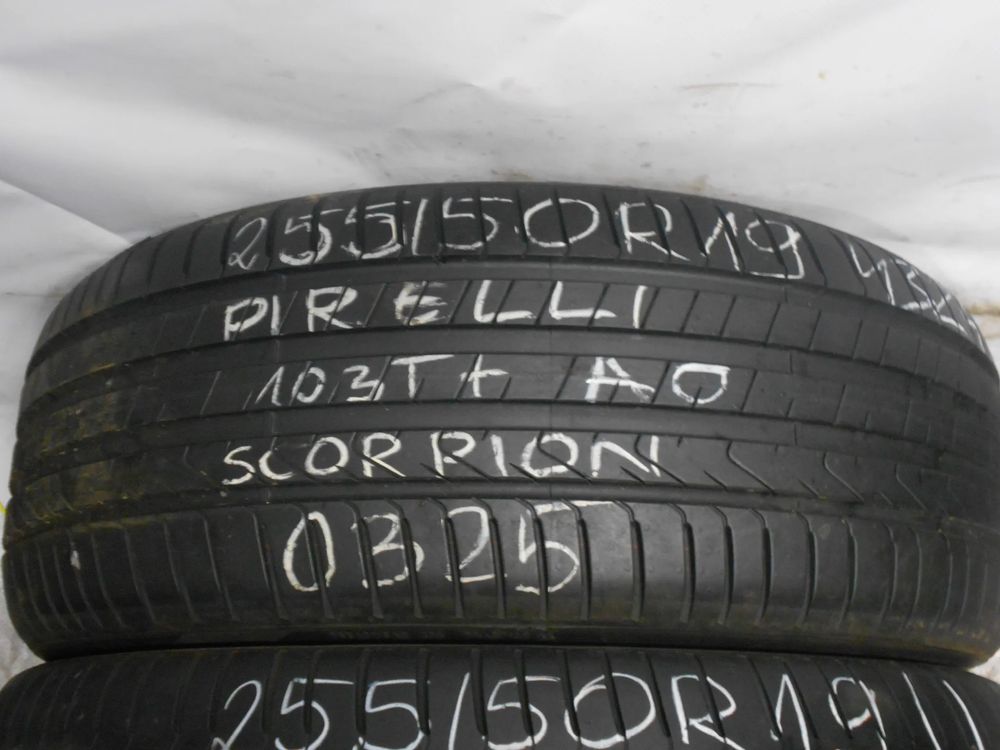 255/50R19
PIRELLI
103T+ AO
SCORPION
0325
255/50R19